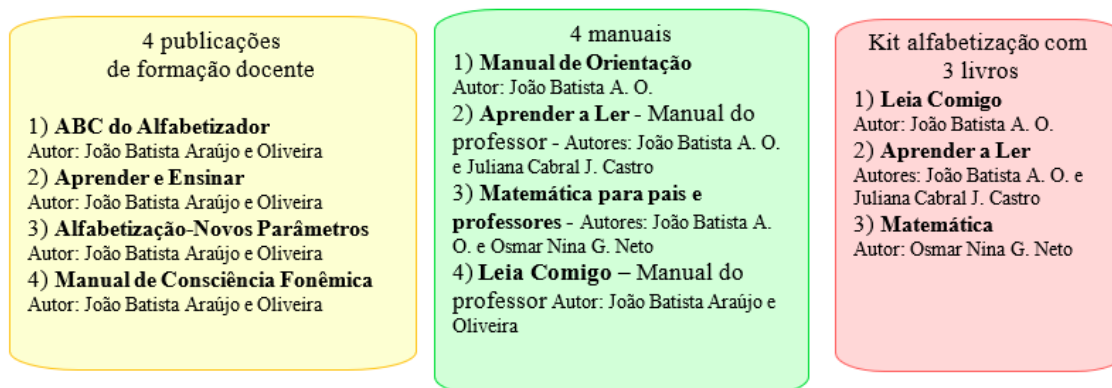 4 publicações
de formação docente
1) ABC do Alfabetizador
Autor: João Batista Araújo e Oliveira
2) Aprender e Ensinar
Autor: João Batista Araújo e Oliveira
3) Alfabetização-Novos Parâmetros
Autor: João Batista Araújo e Oliveira
4) Manual de Consciência Fonêmica
Autor: João Batista Araújo e Oliveira
4 manuais
1) Manual de Orientação
Autor: João Batista A. O.
2) Aprender a Ler - Manual do
professor - Autores: João Batista A. O.
e Juliana Cabral J. Castro
3) Matemática para pais e
professores - Autores: João Batista A.
O. e Osmar Nina G. Neto
4) Leia Comigo – Manual do
professor Autor: João Batista Araújo e
Oliveira
Kit alfabetização com
3 livros
1) Leia Comigo
Autor: João Batista A. O.
2) Aprender a Ler
Autores: João Batista A. O. e
Juliana Cabral J. Castro
3) Matemática
Autor: Osmar Nina G. Neto